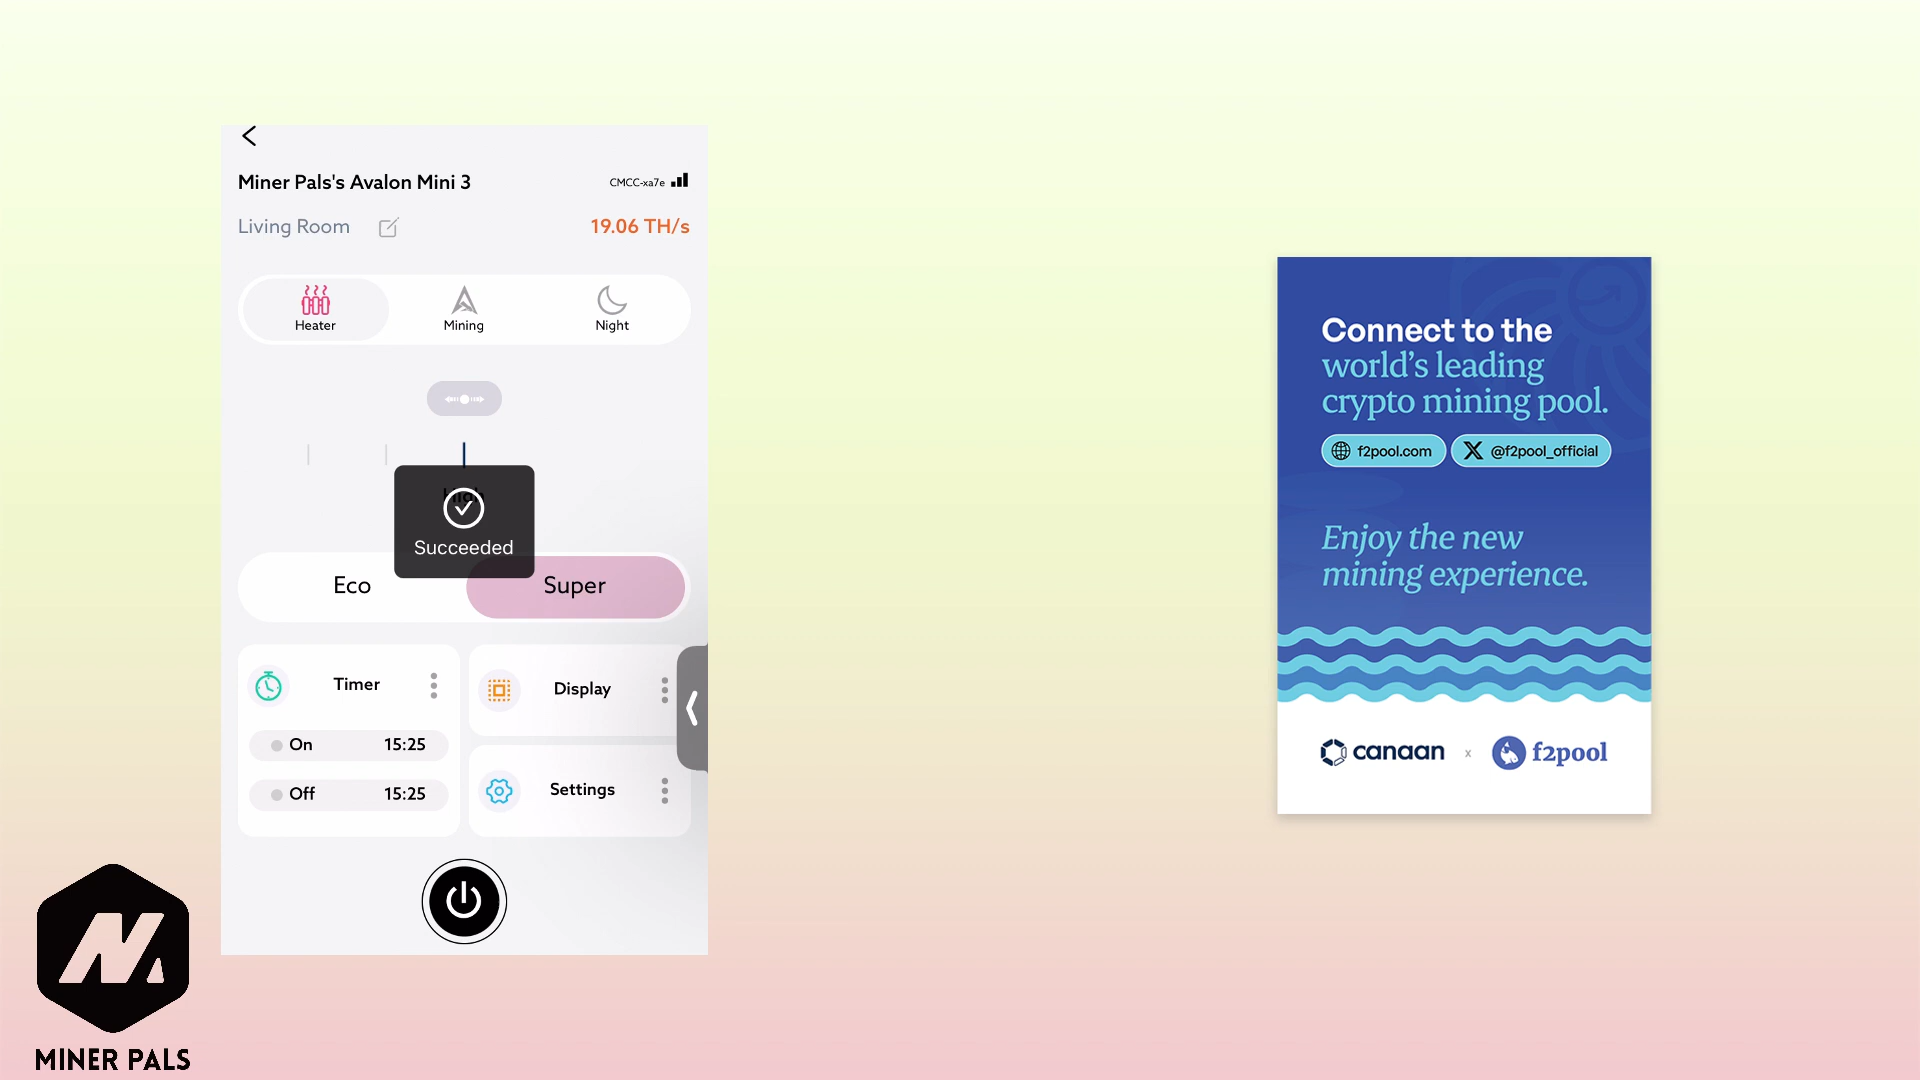 Miner Pals's Avalon Mini 3
CMCC-xa7e
Living Room
19.06 TH/s
Heater
Mining
Night
High
Succeeded
Eco
Super
Timer
On 15:25
Off 15:25
Display
Settings
MINER PALS
Connect to the
world's leading
crypto mining pool.
f2pool.com
@f2pool_official
Enjoy the new
mining experience.
canaan x f2pool